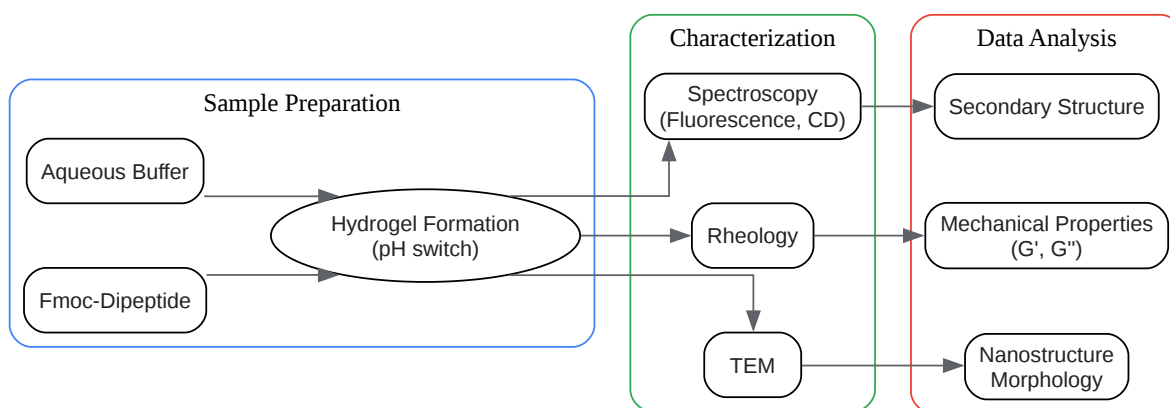 Sample Preparation
Aqueous Buffer
Fmoc-Dipeptide
Hydrogel Formation
(pH switch)
Characterization
Spectroscopy
(Fluorescence, CD)
Rheology
TEM
Data Analysis
Secondary Structure
Mechanical Properties
(G', G")
Nanostructure
Morphology